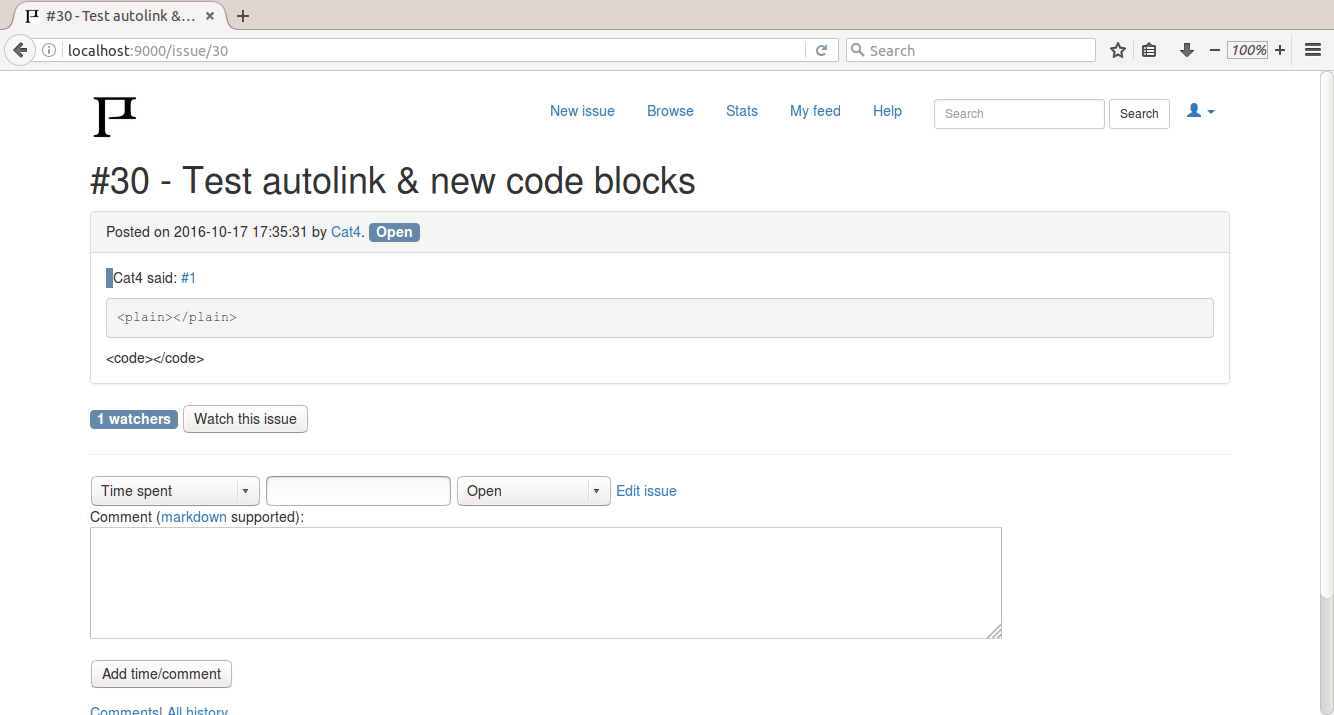 #30 - Test autolink &...
localhost:9000/issue/30
Search
100%
New issue Browse Stats My feed Help Search Search
#30 - Test autolink & new code blocks
Posted on 2016-10-17 17:35:31 by Cat4. Open
Cat4 said: #1
<plain></plain>
<code></code>
1 watchers Watch this issue
Time spent Open Edit issue
Comment (markdown supported):
Add time/comment
Comments| All history